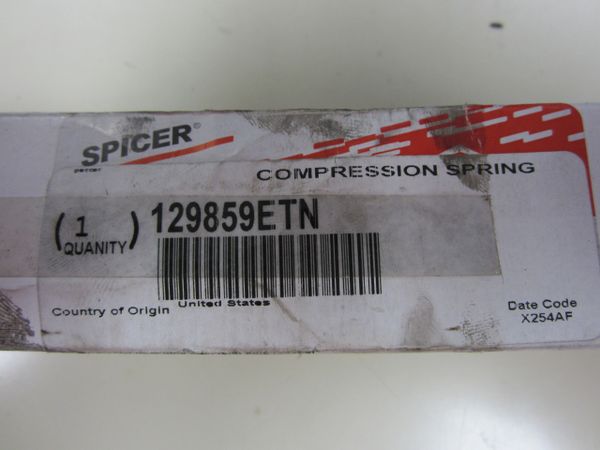 SPICER®
COMPRESSION SPRING
(1) 129859ETN
QUANITY
Country of Origin United States
Date Code
X254AF